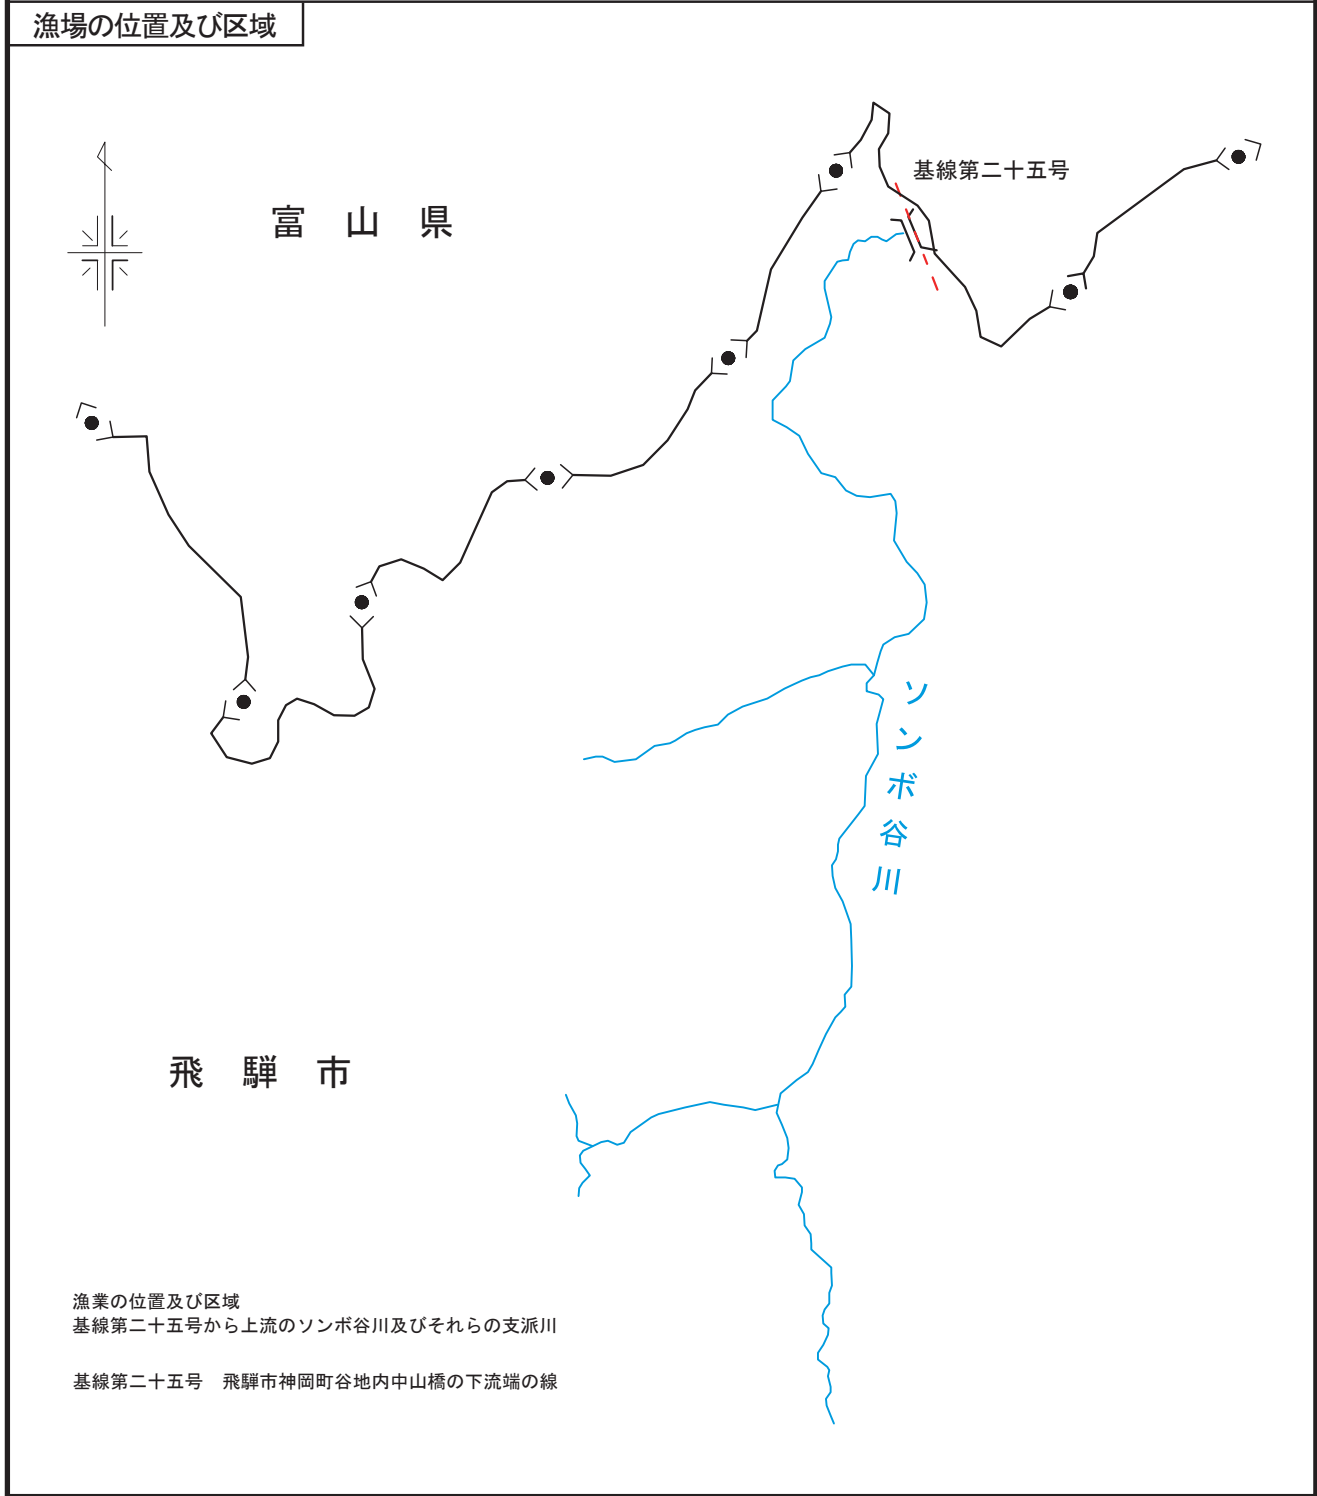 漁場の位置及び区域
基線第二十五号
富山県
ソンボ谷川
飛騨市
漁業の位置及び区域
基線第二十五号から上流のソンボ谷川及びそれらの支派川
基線第二十五号　飛騨市神岡町谷地内中山橋の下流端の線